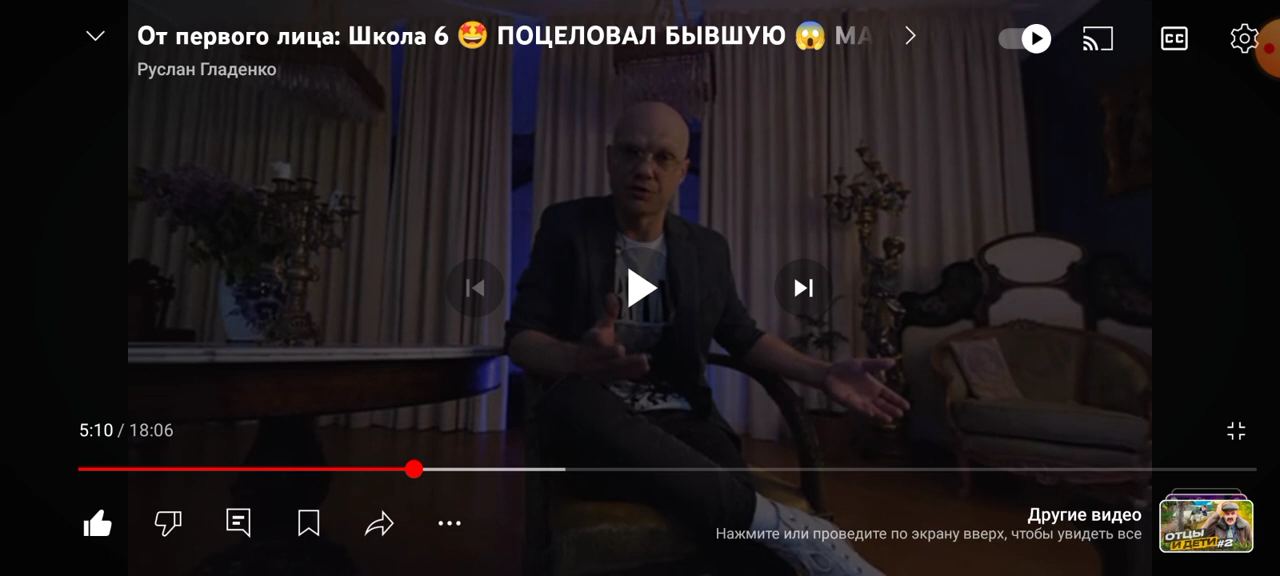 От первого лица: Школа 6 🤩 ПОЦЕЛОВАЛ БЫВШУЮ 😱 МА
Руслан Гладенко
CC
5:10 / 18:06
Другие видео
Нажмите или проведите по экрану вверх, чтобы увидеть все
ОТЦЫ
И ДЕТИ #2